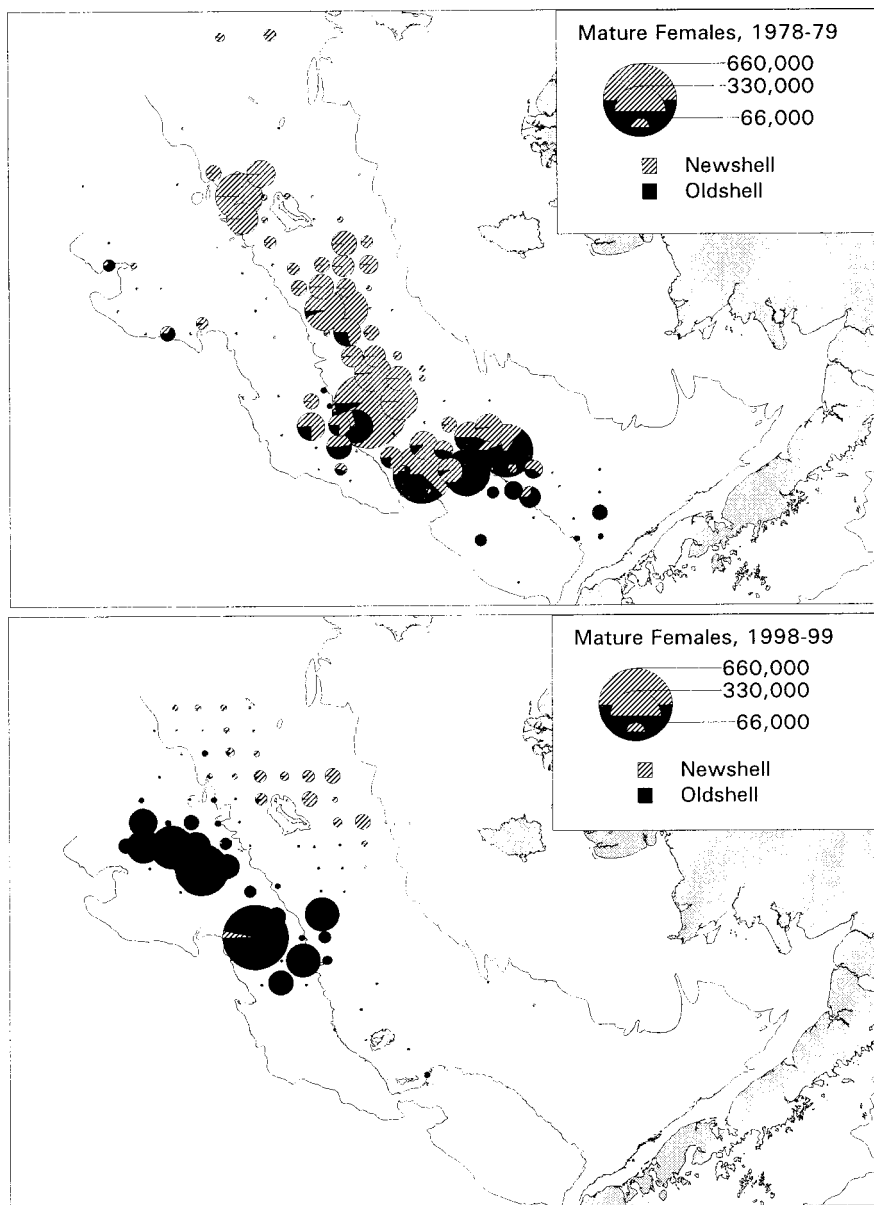 Mature Females, 1978-79
660,000
330,000
66,000
Newshell
Oldshell
Mature Females, 1998-99
660,000
330,000
66,000
Newshell
Oldshell